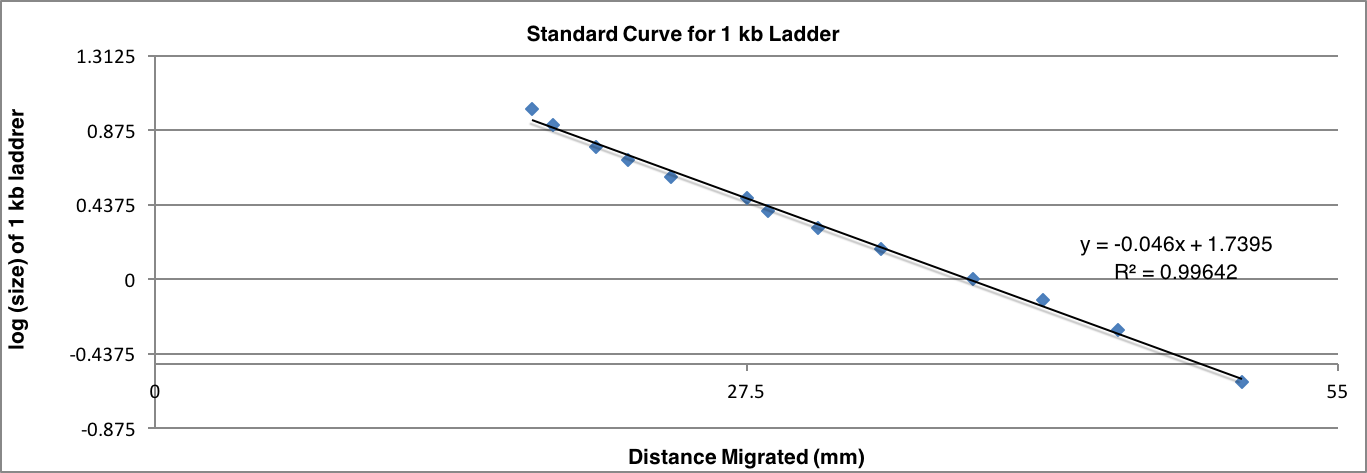 Standard Curve for 1 kb Ladder
1.3125
0.875
0.4375
0
-0.4375
-0.875
log (size) of 1 kb laddrer
y = -0.046x + 1.7395
R² = 0.99642
0
27.5
55
Distance Migrated (mm)